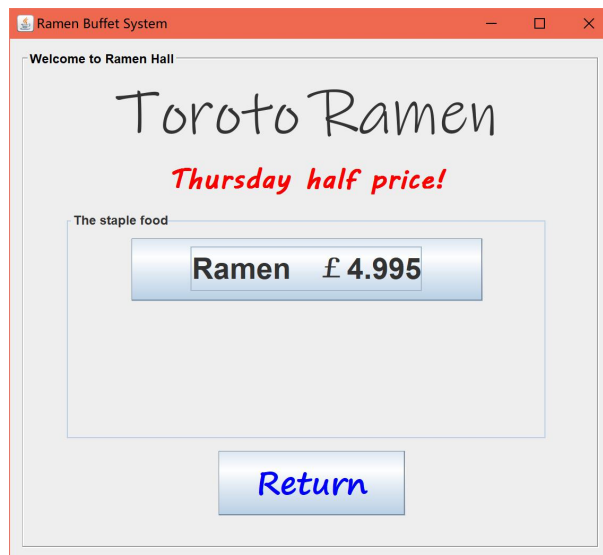 Ramen Buffet System
Welcome to Ramen Hall
Toroto Ramen
Thursday half price!
The staple food
Ramen £ 4.995
Return